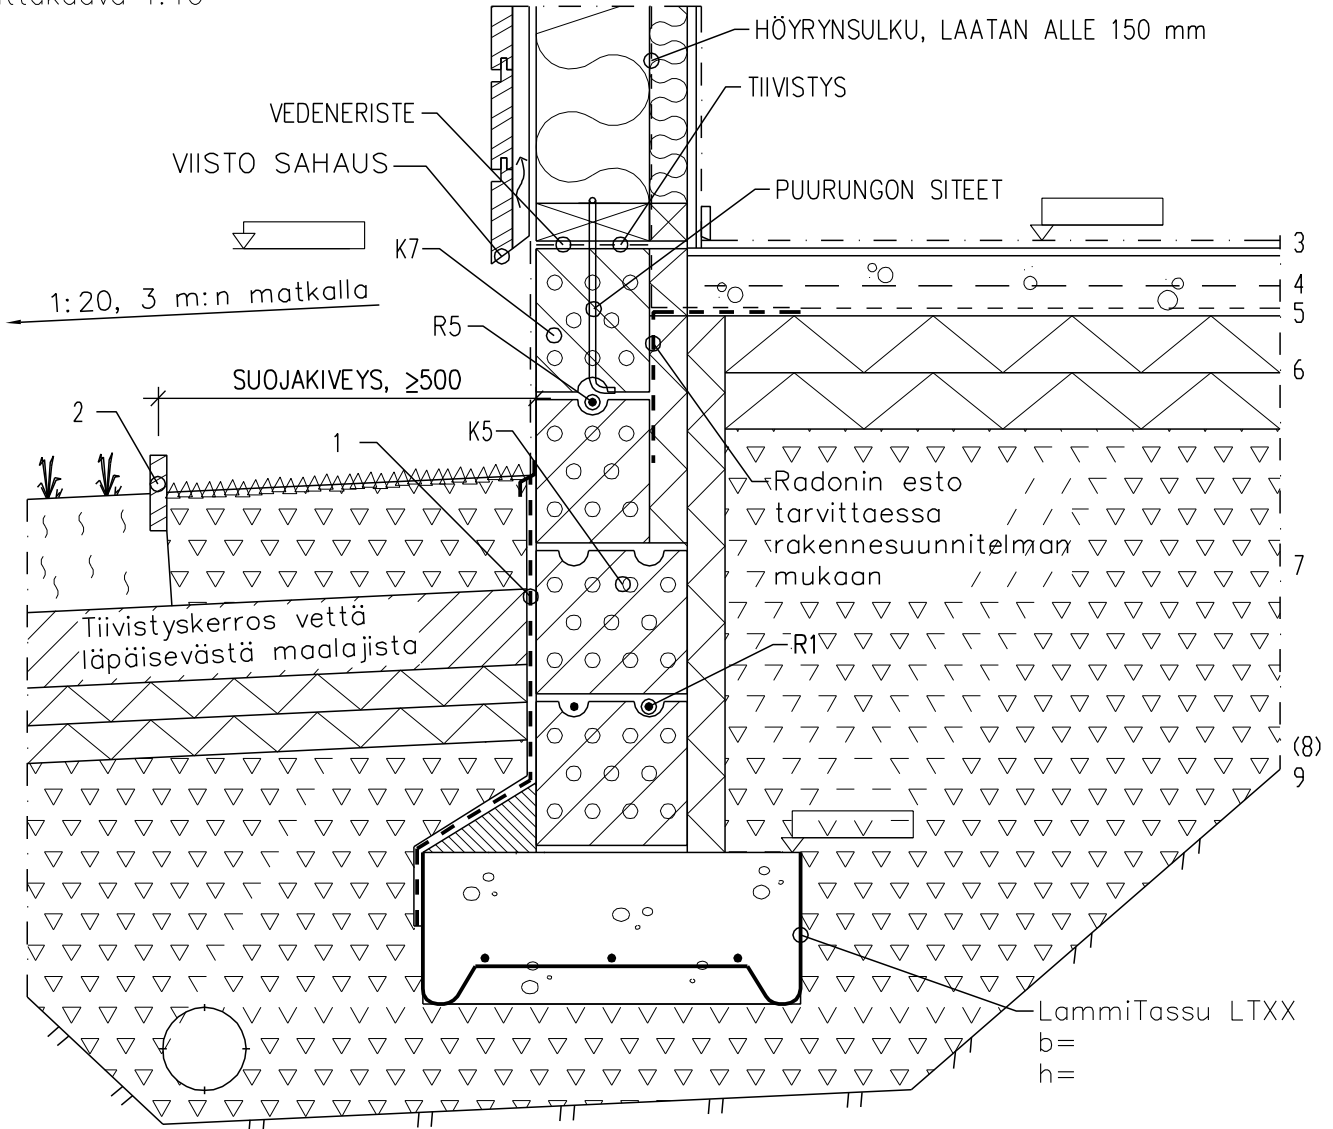 HÖYRYNSULKU, LAATAN ALLE 150 mm
TIIVISTYS
VEDENERISTE
VIISTO SAHAUS
PUURUNGON SITEET
K7
3
1:20, 3 m:n matkalla
4
R5
5
6
SUOJAKIVEYS, ≥500
2
1
K5
Radonin esto
tarvittaessa
rakennesuunnitelman
mukaan
7
Tiivistyskerros vettä
läpäisevästä maalajista
R1
(8)
9
LammiTassu LTXX
b=
h=